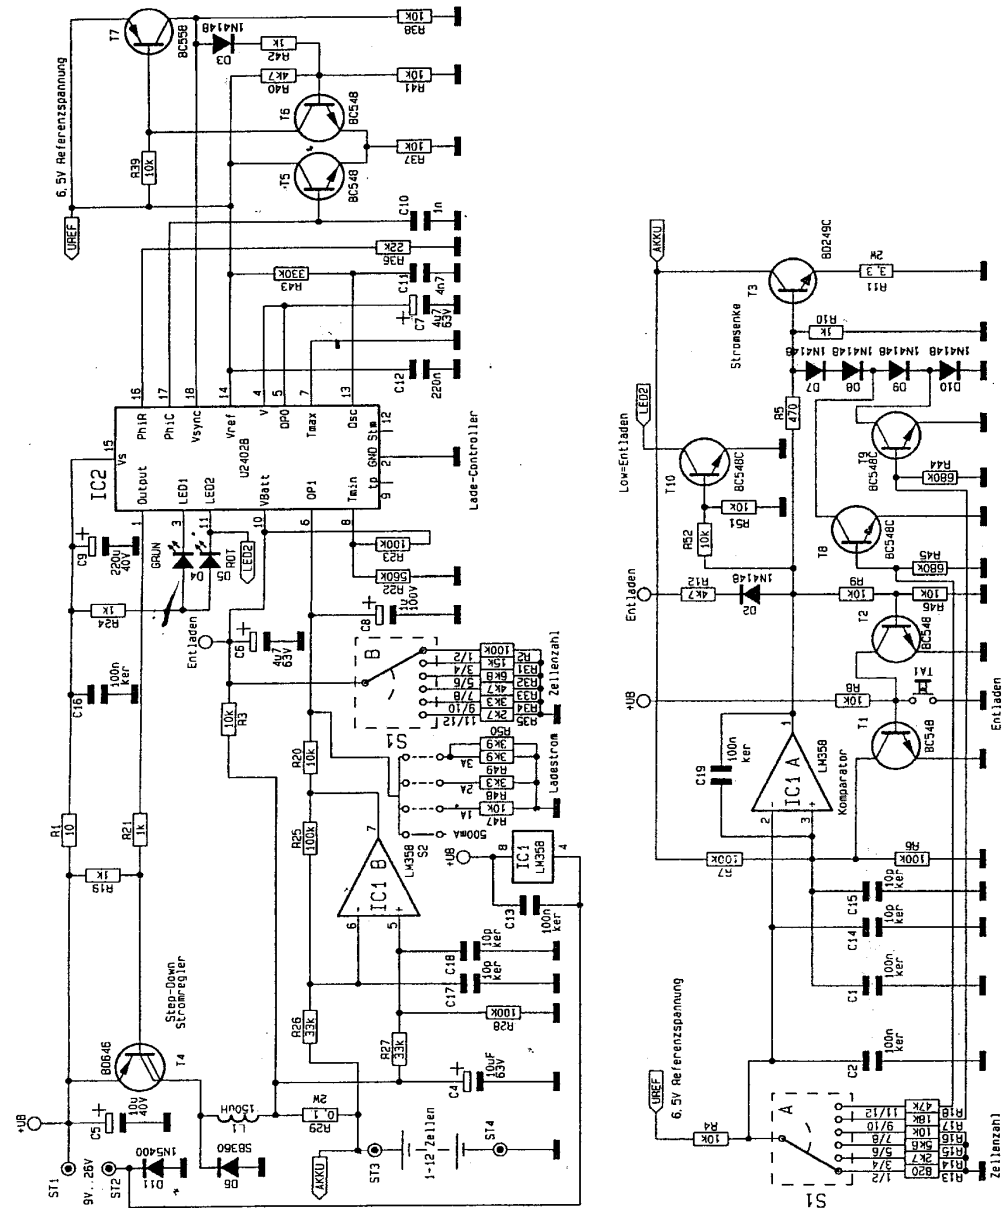 T7
BC558
1N4148
D3
10k
R38
1k
R42
4k7
R40
10k
R41
T6
BC548
6,5V Referenzspannung
UREF
R39
10k
T5
BC548
10k
R37
C10
1n
22k
R36
330k
R43
C11
4n7
C7
4u7
63V
C12
220n
16
17
18
14
4
5
7
13
PhiR
PhiC
Vsync
Vref
V
OPO
Tmax
Osc
15
Vs
IC2
U2402B
12
Stm
GND
2
tp
9
Lade-Controller
Output
LED1
LED2
VBatt
OP1
Tmin
1
3
11
10
6
8
C9
220u
40V
GRUN
D4
D5
ROT
LED2
R24
1k
100k
R23
560k
R22
C16
100n
ker
Entladen
C6
4u7
63V
C8
1u
100V
R3
10k
B
S1
1/2
3/4
5/6
7/8
9/10
11/12
100k
15k
6k8
4k7
3k3
2k7
R2
R31
R32
R33
R34
R35
Zellenzahl
R1
10
R21
1k
R19
1k
R20
10k
R25
100k
3A
2A
1A
500mA
S2
3k9
3k9
3k3
10k
R50
R49
R48
R47
Ladestrom
IC1 B
LM358
7
6
5
+UB
8
IC1
LM358
4
C13
100n
ker
C18
10p
ker
C17
10p
ker
R26
33k
R27
33k
100k
R28
C4
10uF
63V
Step-Down
Stromregler
BD646
T4
+UB
C5
10u
40V
L1
150uH
R29
0,1
2W
ST1
9V..26V
ST2
D11
1N5400
D6
SB360
AKKU
ST3
1-12 Zellen
ST4
AKKU
BD249C
T3
Stromsenke
3,3
R11
2W
1k
R10
1N4148
1N4148
1N4148
1N4148
D7
D8
D9
D10
R5
470
LED2
Low=Entladen
T10
BC548C
R52
10k
10k
R51
T9
BC548C
680k
R44
T8
BC548C
680k
R45
Entladen
R12
4k7
D2
1N4148
R9
10k
10k
R46
T2
BC548
+UB
R8
10k
TA1
Entladen
T1
BC548
C19
100n
ker
IC1 A
LM358
Komparator
1
2
3
R7
100k
100k
R6
C15
10p
ker
C14
10p
ker
C1
100n
ker
C2
100n
ker
UREF
6,5V Referenzspannung
R4
10k
A
S1
11/12
9/10
7/8
5/6
3/4
1/2
47k
18k
10k
5k6
2k7
820
R18
R17
R16
R15
R14
R13
Zellenzahl